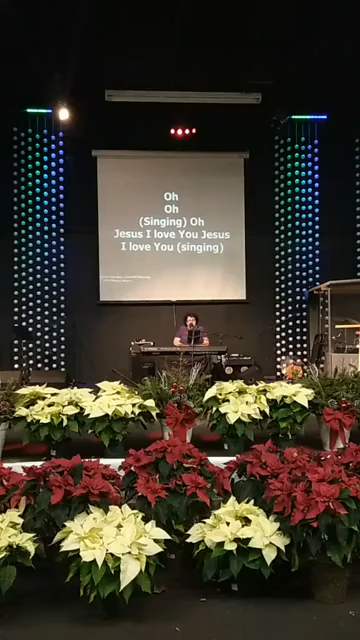 Oh
Oh
(Singing) Oh
Jesus I love You Jesus
I love You (singing)